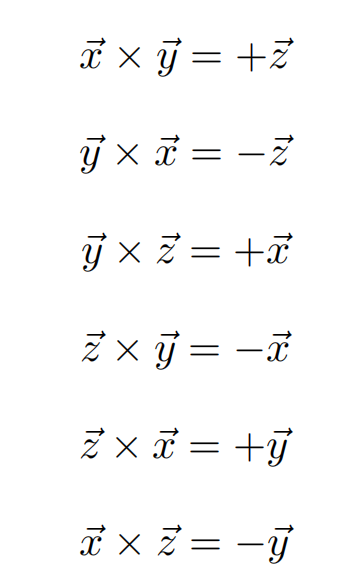 x⃗ × y⃗ = +z⃗
y⃗ × x⃗ = −z⃗
y⃗ × z⃗ = +x⃗
z⃗ × y⃗ = −x⃗
z⃗ × x⃗ = +y⃗
x⃗ × z⃗ = −y⃗